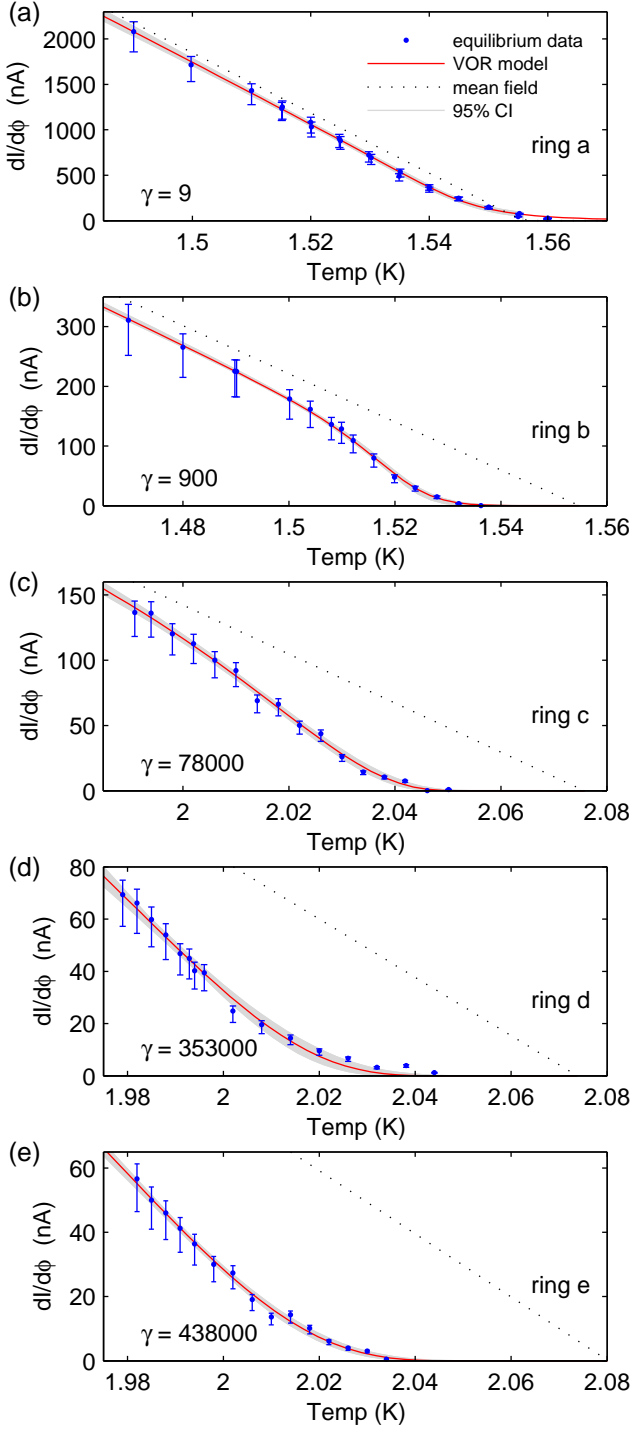 (a)
2000
1500
1000
500
0
dI/dϕ (nA)
equilibrium data
VOR model
mean field
95% CI
ring a
γ = 9
1.5 1.52 1.54 1.56
Temp (K)
(b)
300
200
100
0
dI/dϕ (nA)
ring b
γ = 900
1.48 1.5 1.52 1.54 1.56
Temp (K)
(c)
150
100
50
0
dI/dϕ (nA)
ring c
γ = 78000
2 2.02 2.04 2.06 2.08
Temp (K)
(d)
80
60
40
20
0
dI/dϕ (nA)
ring d
γ = 353000
1.98 2 2.02 2.04 2.06 2.08
Temp (K)
(e)
60
40
20
0
dI/dϕ (nA)
ring e
γ = 438000
1.98 2 2.02 2.04 2.06 2.08
Temp (K)